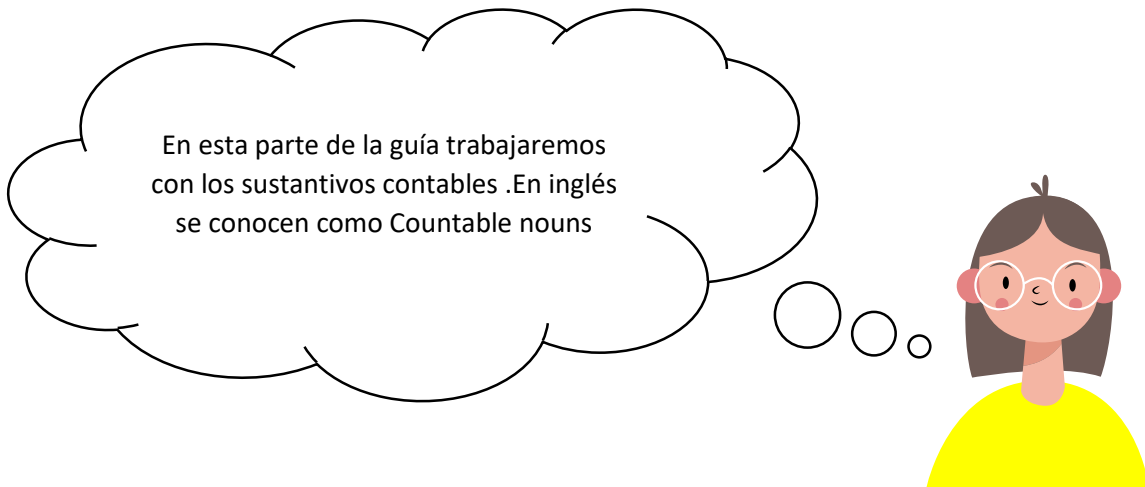 En esta parte de la guía trabajaremos
con los sustantivos contables .En inglés
se conocen como Countable nouns